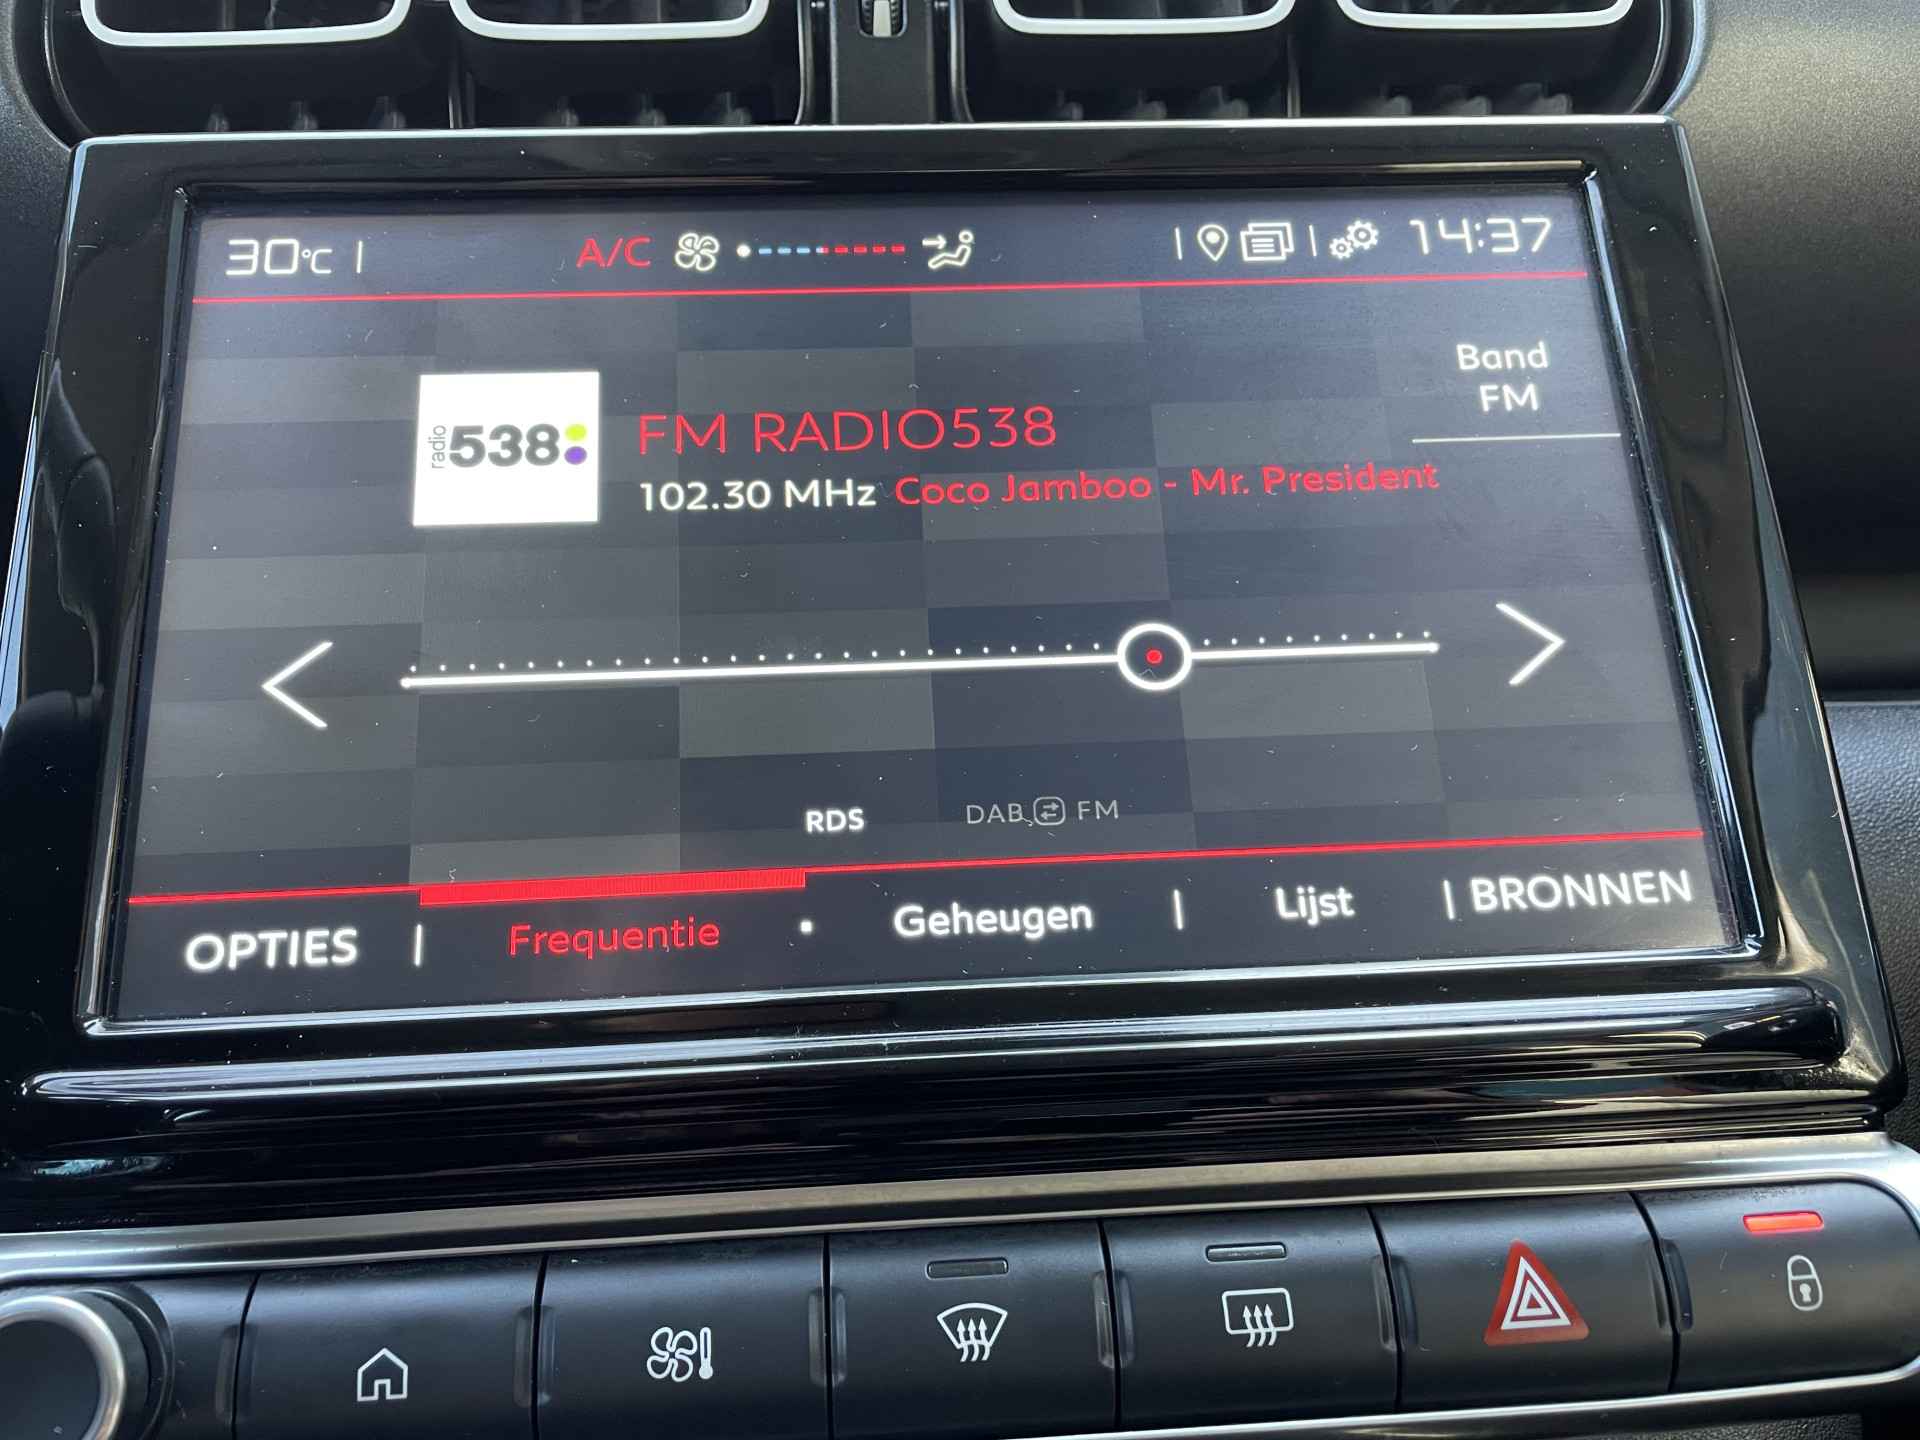 30°C | A/C | | 14:37
Band
FM
radio 538
FM RADIO538
102.30 MHz Coco Jamboo - Mr. President
RDS DAB FM
OPTIES | Frequentie Geheugen | Lijst | BRONNEN